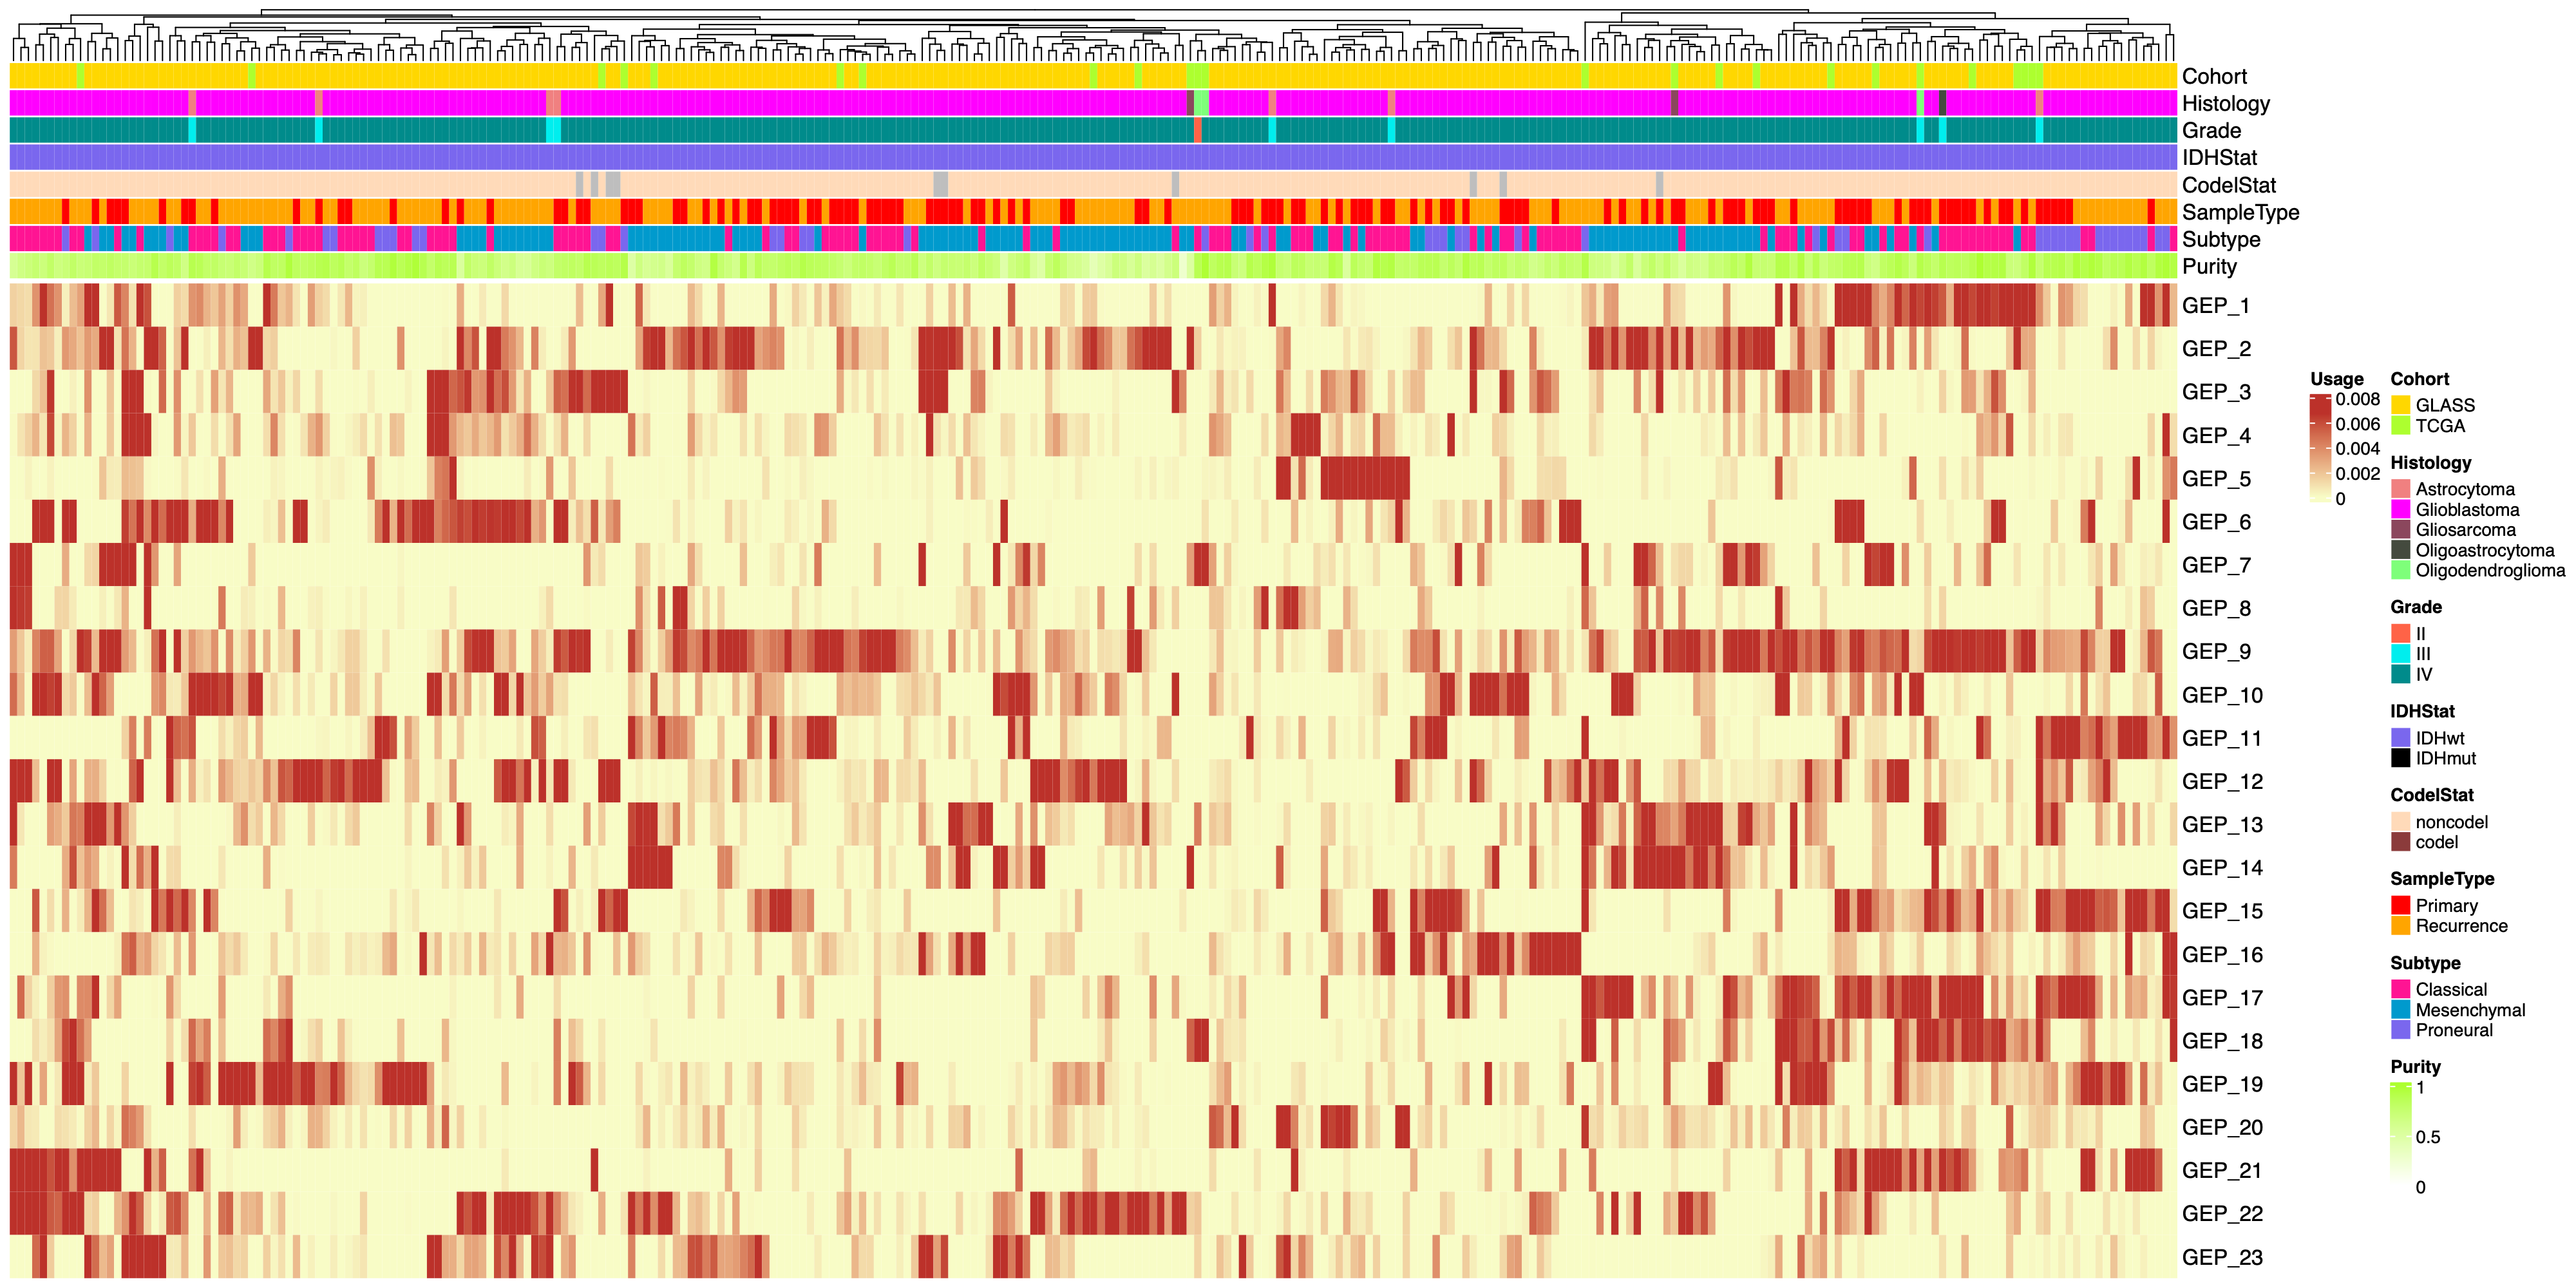 Cohort
Histology
Grade
IDHStat
CodelStat
SampleType
Subtype
Purity
GEP_1
GEP_2
GEP_3
GEP_4
GEP_5
GEP_6
GEP_7
GEP_8
GEP_9
GEP_10
GEP_11
GEP_12
GEP_13
GEP_14
GEP_15
GEP_16
GEP_17
GEP_18
GEP_19
GEP_20
GEP_21
GEP_22
GEP_23
Usage
0.008
0.006
0.004
0.002
0
Cohort
GLASS
TCGA
Histology
Astrocytoma
Glioblastoma
Gliosarcoma
Oligoastrocytoma
Oligodendroglioma
Grade
II
III
IV
IDHStat
IDHwt
IDHmut
CodelStat
noncodel
codel
SampleType
Primary
Recurrence
Subtype
Classical
Mesenchymal
Proneural
Purity
1
0.5
0